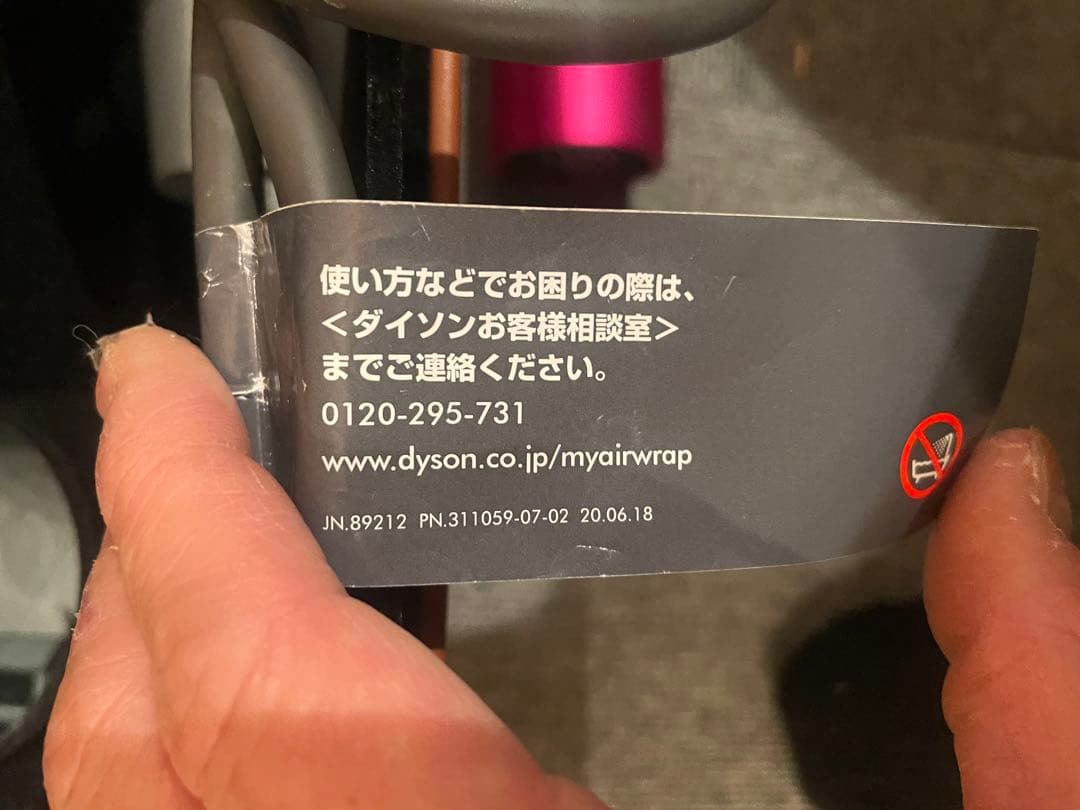 使い方などでお困りの際は、
＜ダイソンお客様相談室＞
までご連絡ください。
0120-295-731
www.dyson.co.jp/myairwrap
JN.89212 PN.311059-07-02 20.06.18